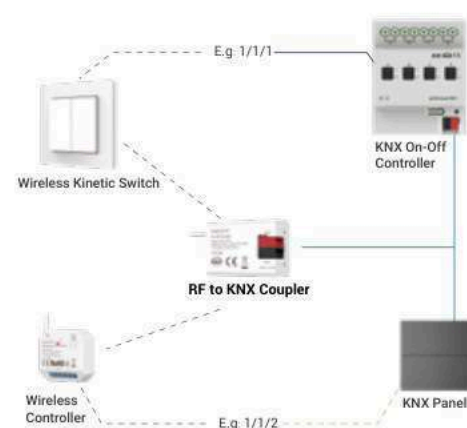 E.g: 1/1/1
KNX On-Off
Controller
Wireless Kinetic Switch
RF to KNX Coupler
Wireless
Controller
KNX Panel
E.g: 1/1/2